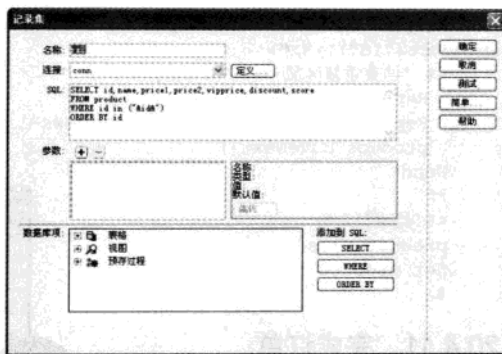 记录集
名称:
确定
连接: conn 定义...
取消
SQL: SELECT id,name,price1,price2,vipprice,discount,score
测试
FROM product
简单...
WHERE id in ("&id&")
ORDER BY id
帮助
参数: + -
名称:
类型:
值:
默认值:
编辑...
数据库项: 表格
添加到 SQL:
视图
SELECT
预存过程
WHERE
ORDER BY